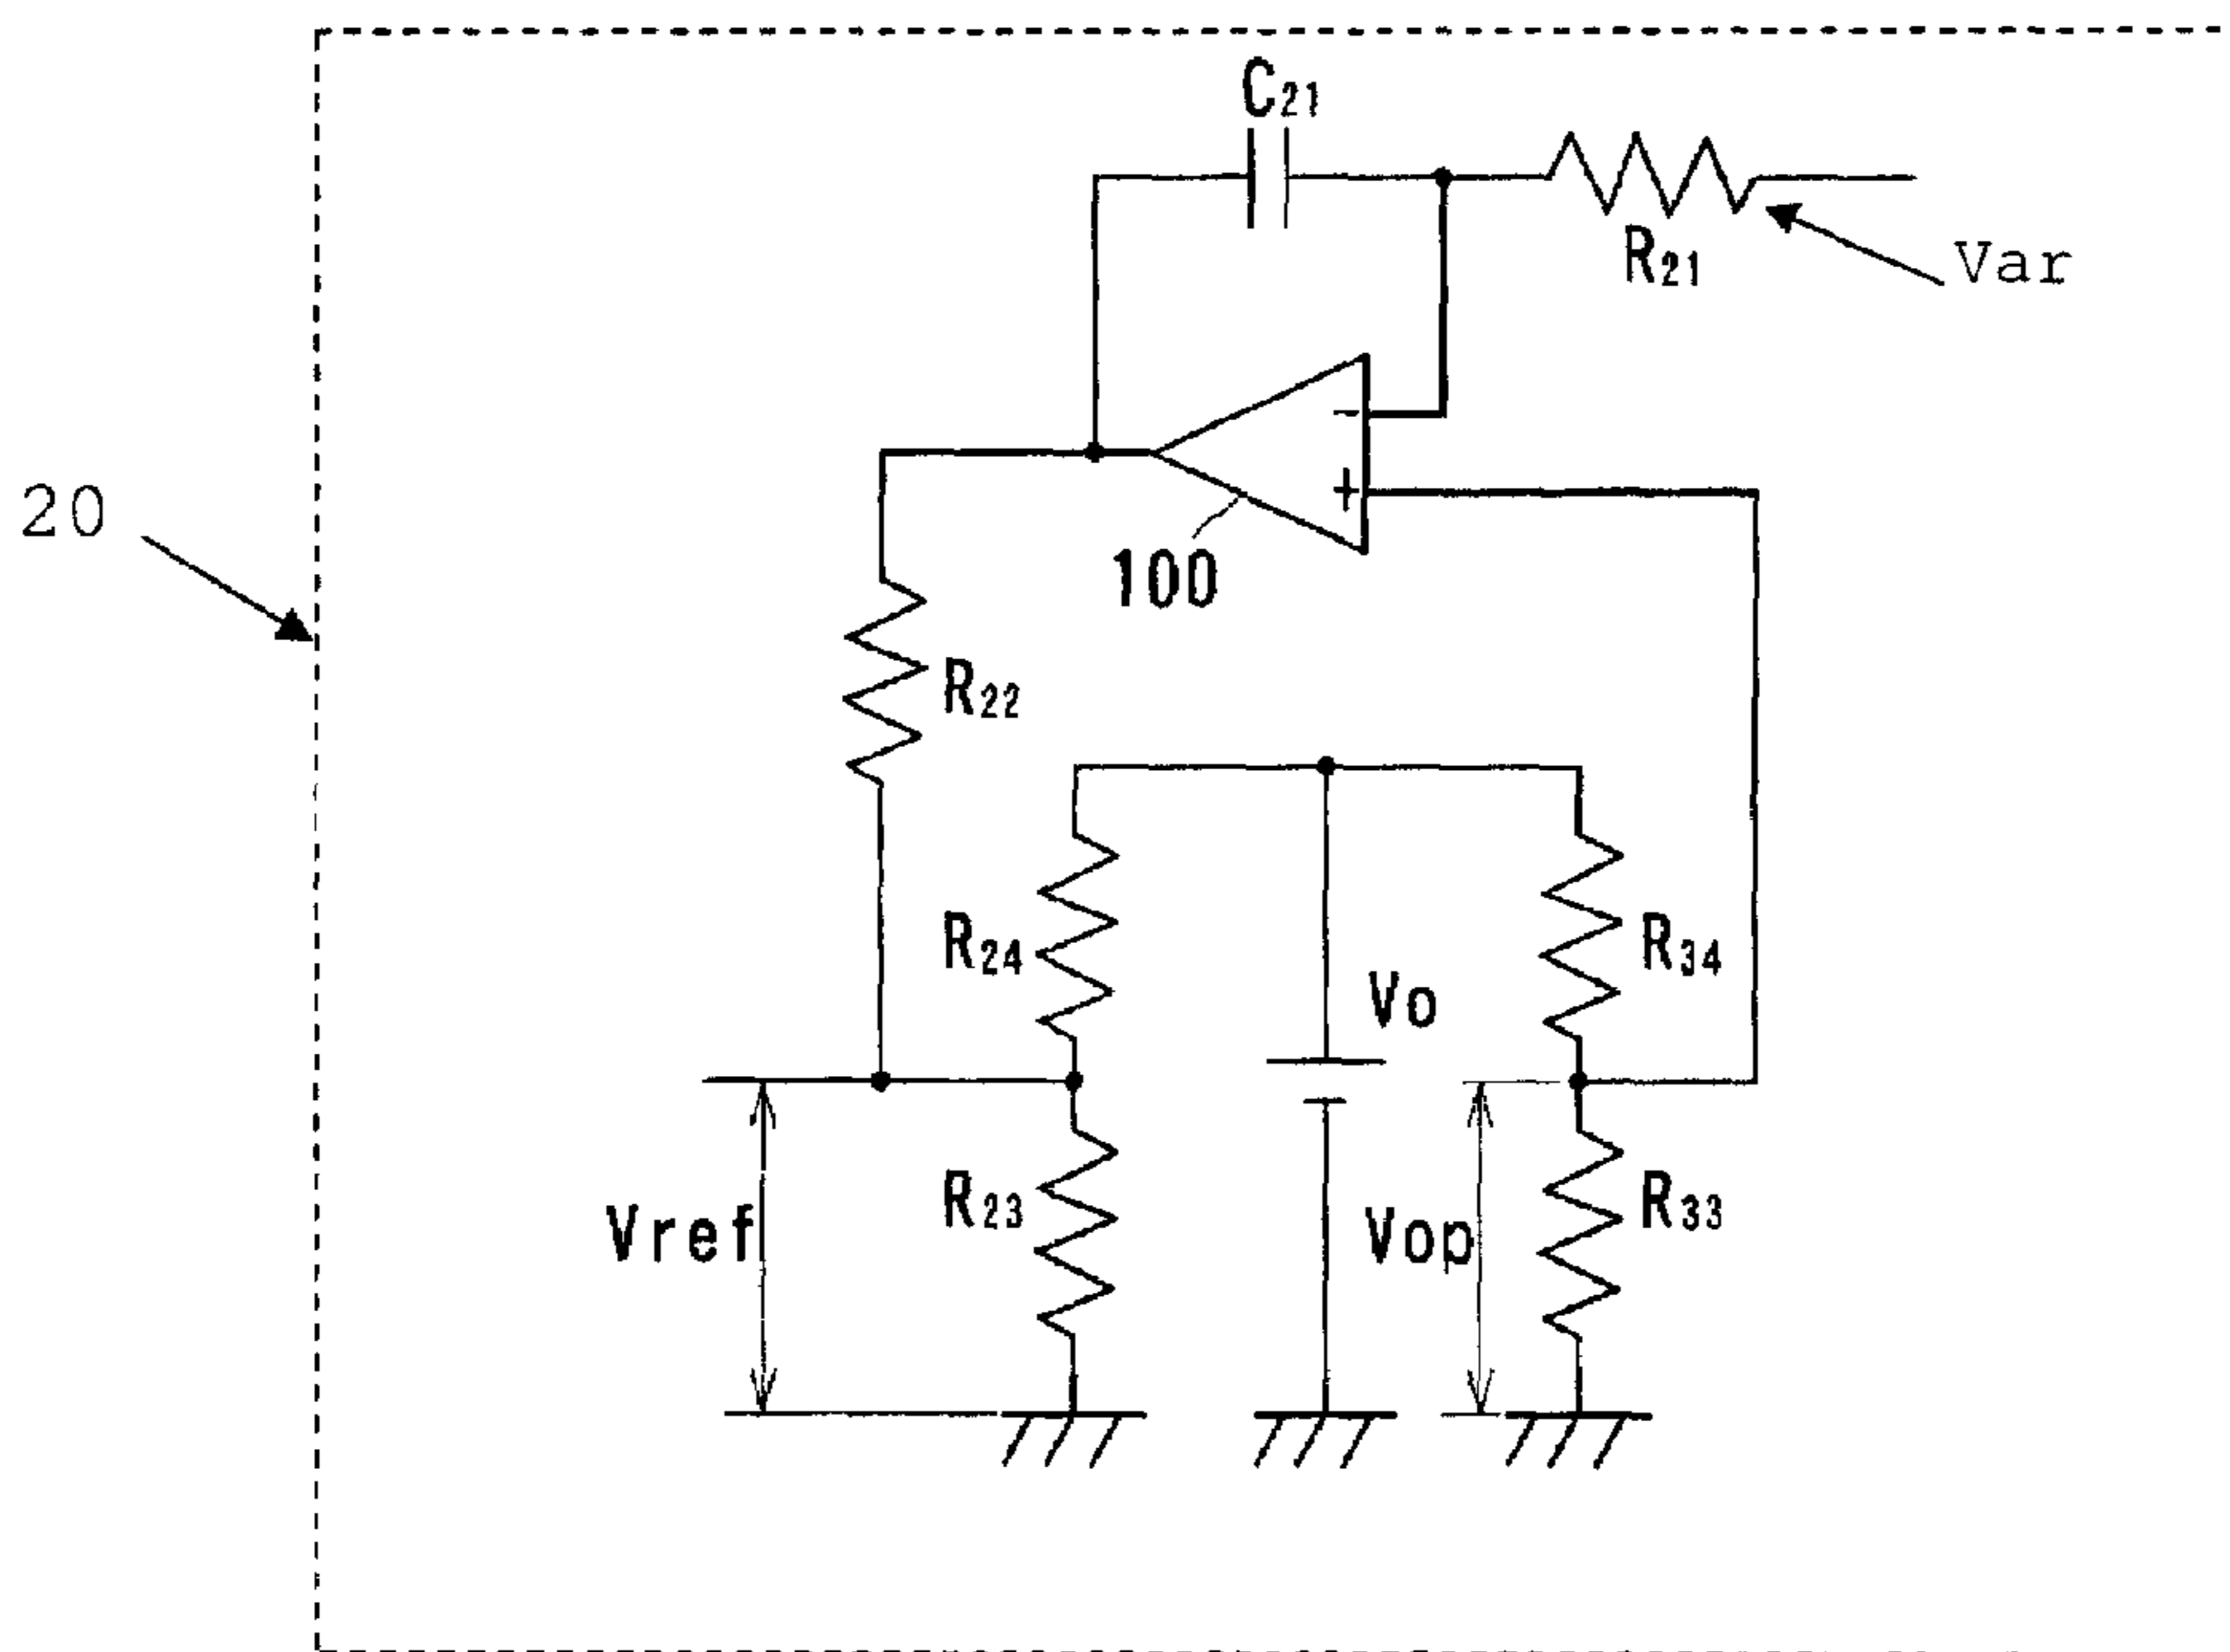 C21
R21
Var
-
+
20
100
R22
R24
Vo
R34
Vref
R23
Vop
R33